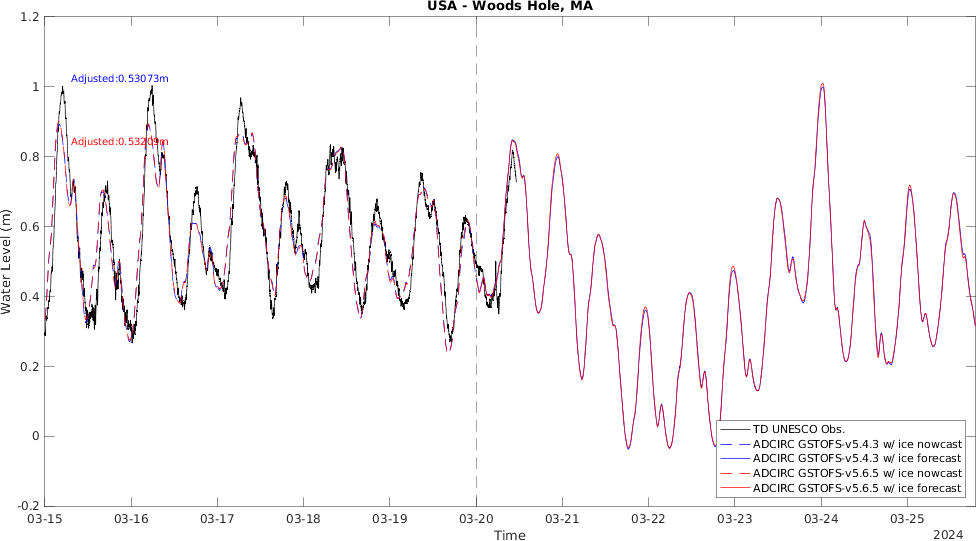 USA - Woods Hole, MA
1.2
1
0.8
0.6
0.4
0.2
0
-0.2
Water Level (m)
Adjusted:0.53073m
Adjusted:0.53209m
TD UNESCO Obs.
ADCIRC GSTOFS-v5.4.3 w/ ice nowcast
ADCIRC GSTOFS-v5.4.3 w/ ice forecast
ADCIRC GSTOFS-v5.6.5 w/ ice nowcast
ADCIRC GSTOFS-v5.6.5 w/ ice forecast
03-15 03-16 03-17 03-18 03-19 03-20 03-21 03-22 03-23 03-24 03-25
Time
2024